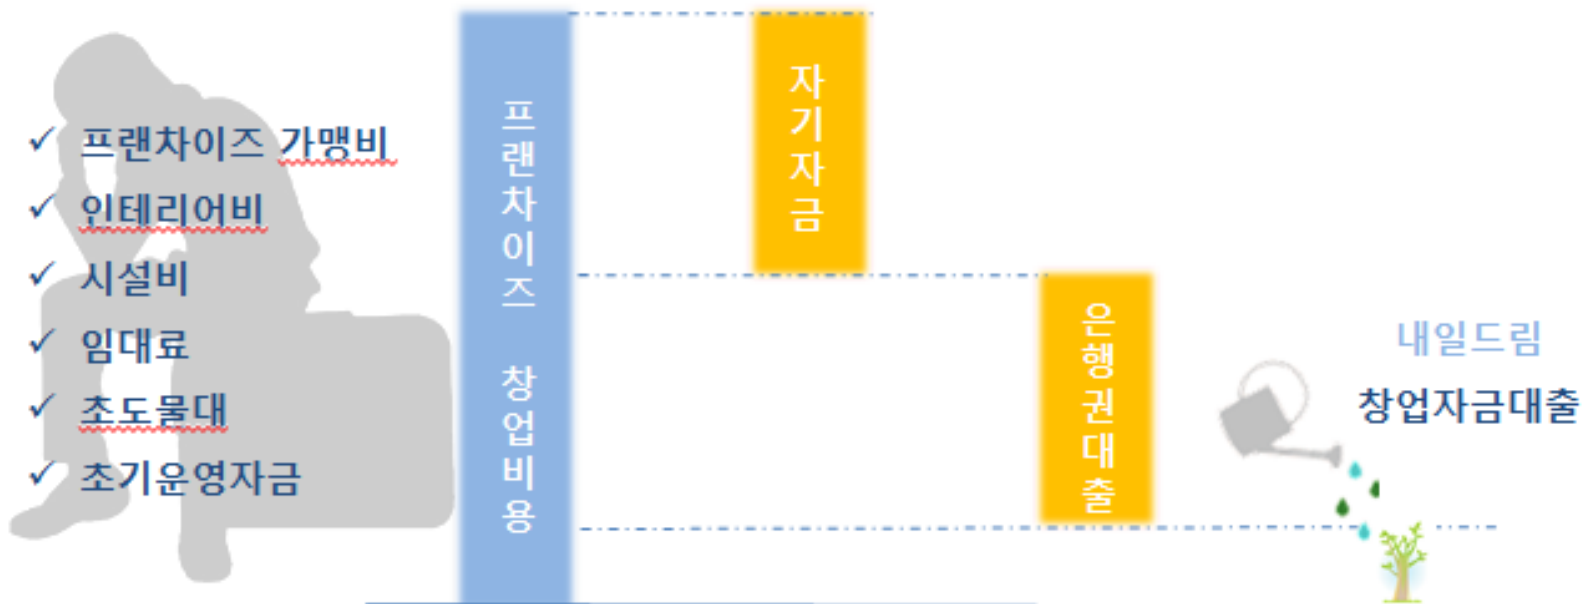 프랜차이즈 가맹비
인테리어비
시설비
임대료
초도물대
초기운영자금
프랜차이즈 창업비용
자기자금
은행권대출
내일드림
창업자금대출